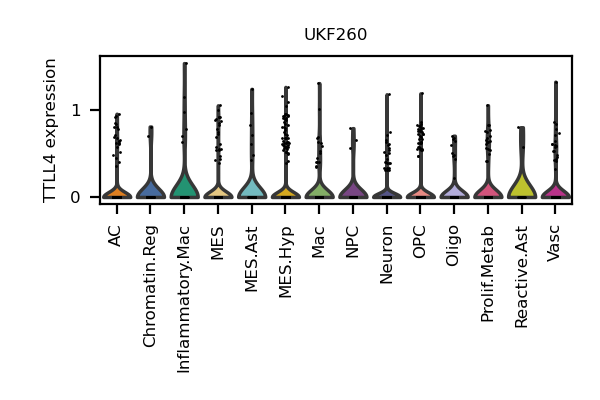 UKF260
TTLL4 expression
1
0
AC
Chromatin.Reg
Inflammatory.Mac
MES
MES.Ast
MES.Hyp
Mac
NPC
Neuron
OPC
Oligo
Prolif.Metab
Reactive.Ast
Vasc